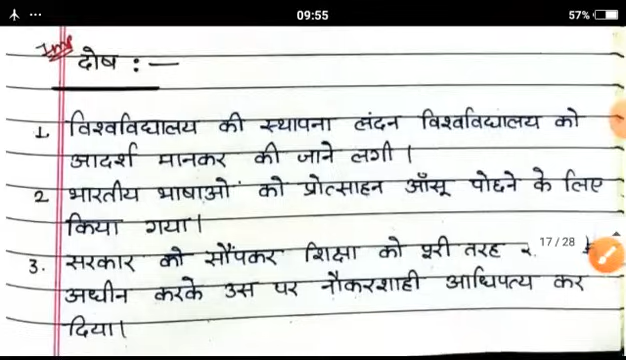 09:55
57%
Imp
दोष : —
1. विश्वविद्यालय की स्थापना लंदन विश्वविद्यालय को
आदर्श मानकर की जाने लगी।
2 भारतीय भाषाओं को प्रोत्साहन आँसू पोछने के लिए
किया गया।
3. सरकार को सौंपकर शिक्षा को पूरी तरह
17/28
अधीन करके उस पर नौकरशाही आधिपत्य कर
दिया।